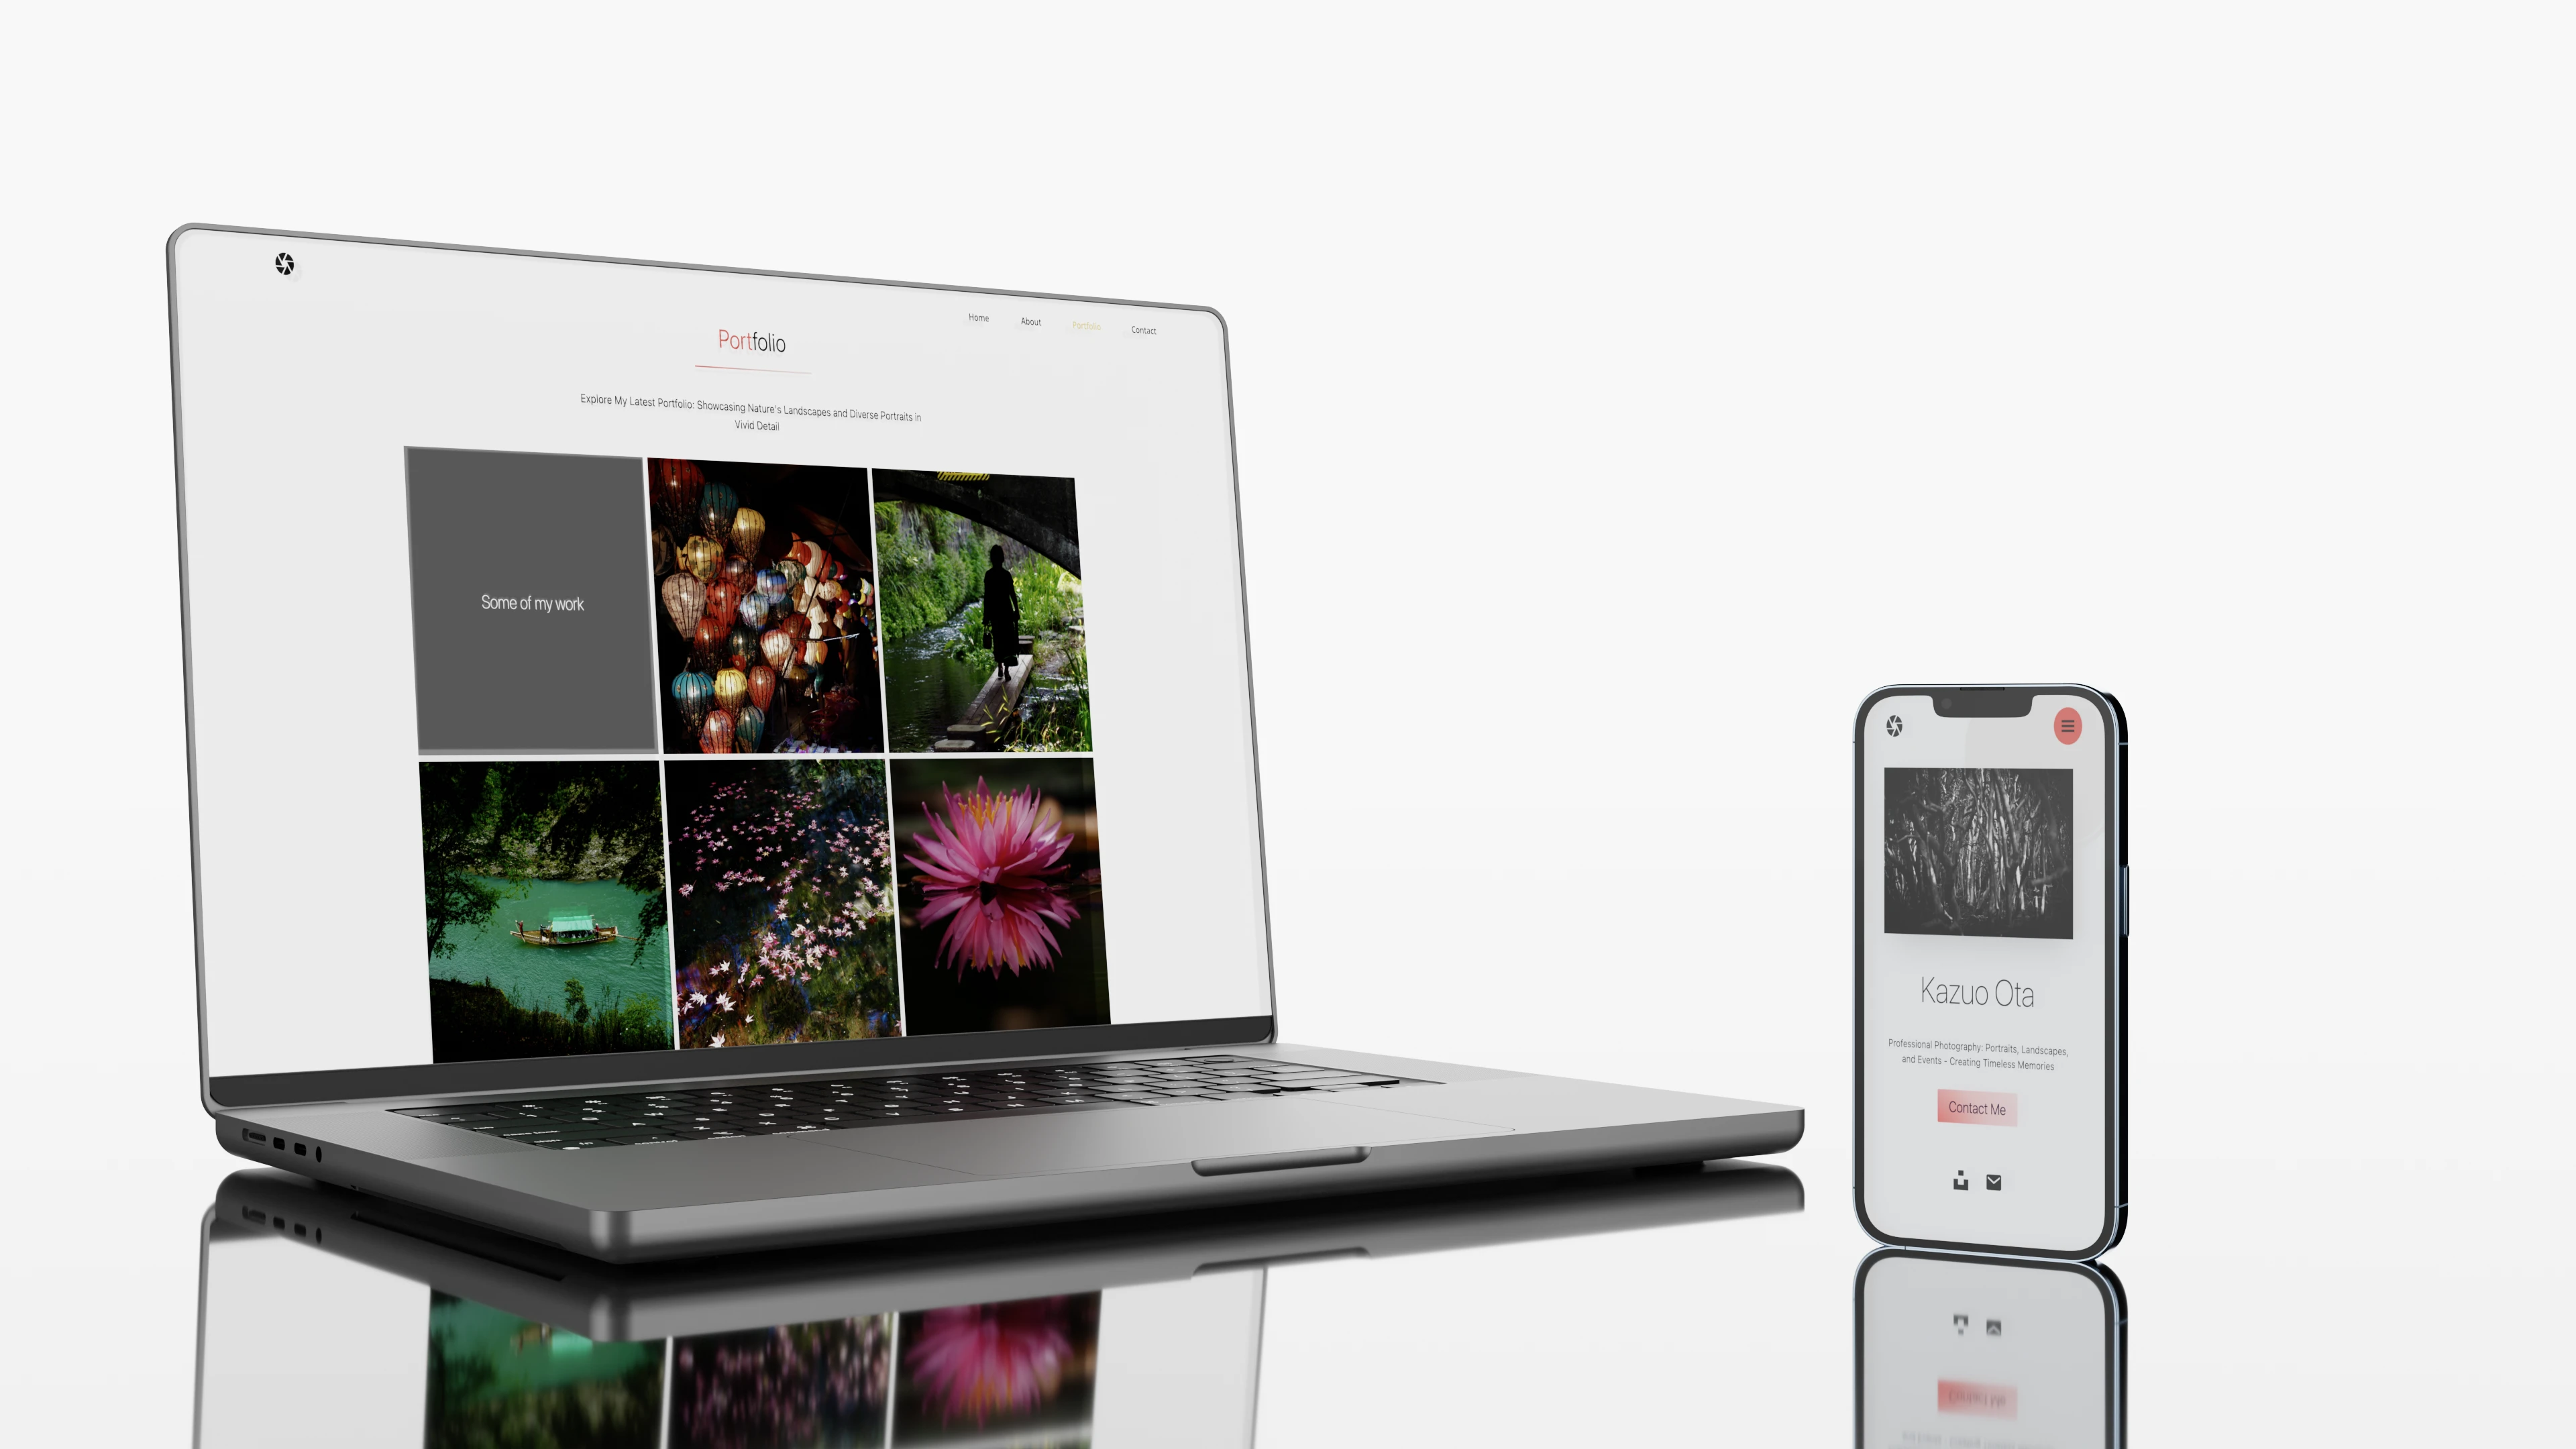 Home About Portfolio Contact
Portfolio
Explore My Latest Portfolio: Showcasing Nature's Landscapes and Diverse Portraits in
Vivid Detail
Some of my work
Kazuo Ota
Professional Photography: Portraits, Landscapes,
and Events - Creating Timeless Memories
Contact Me